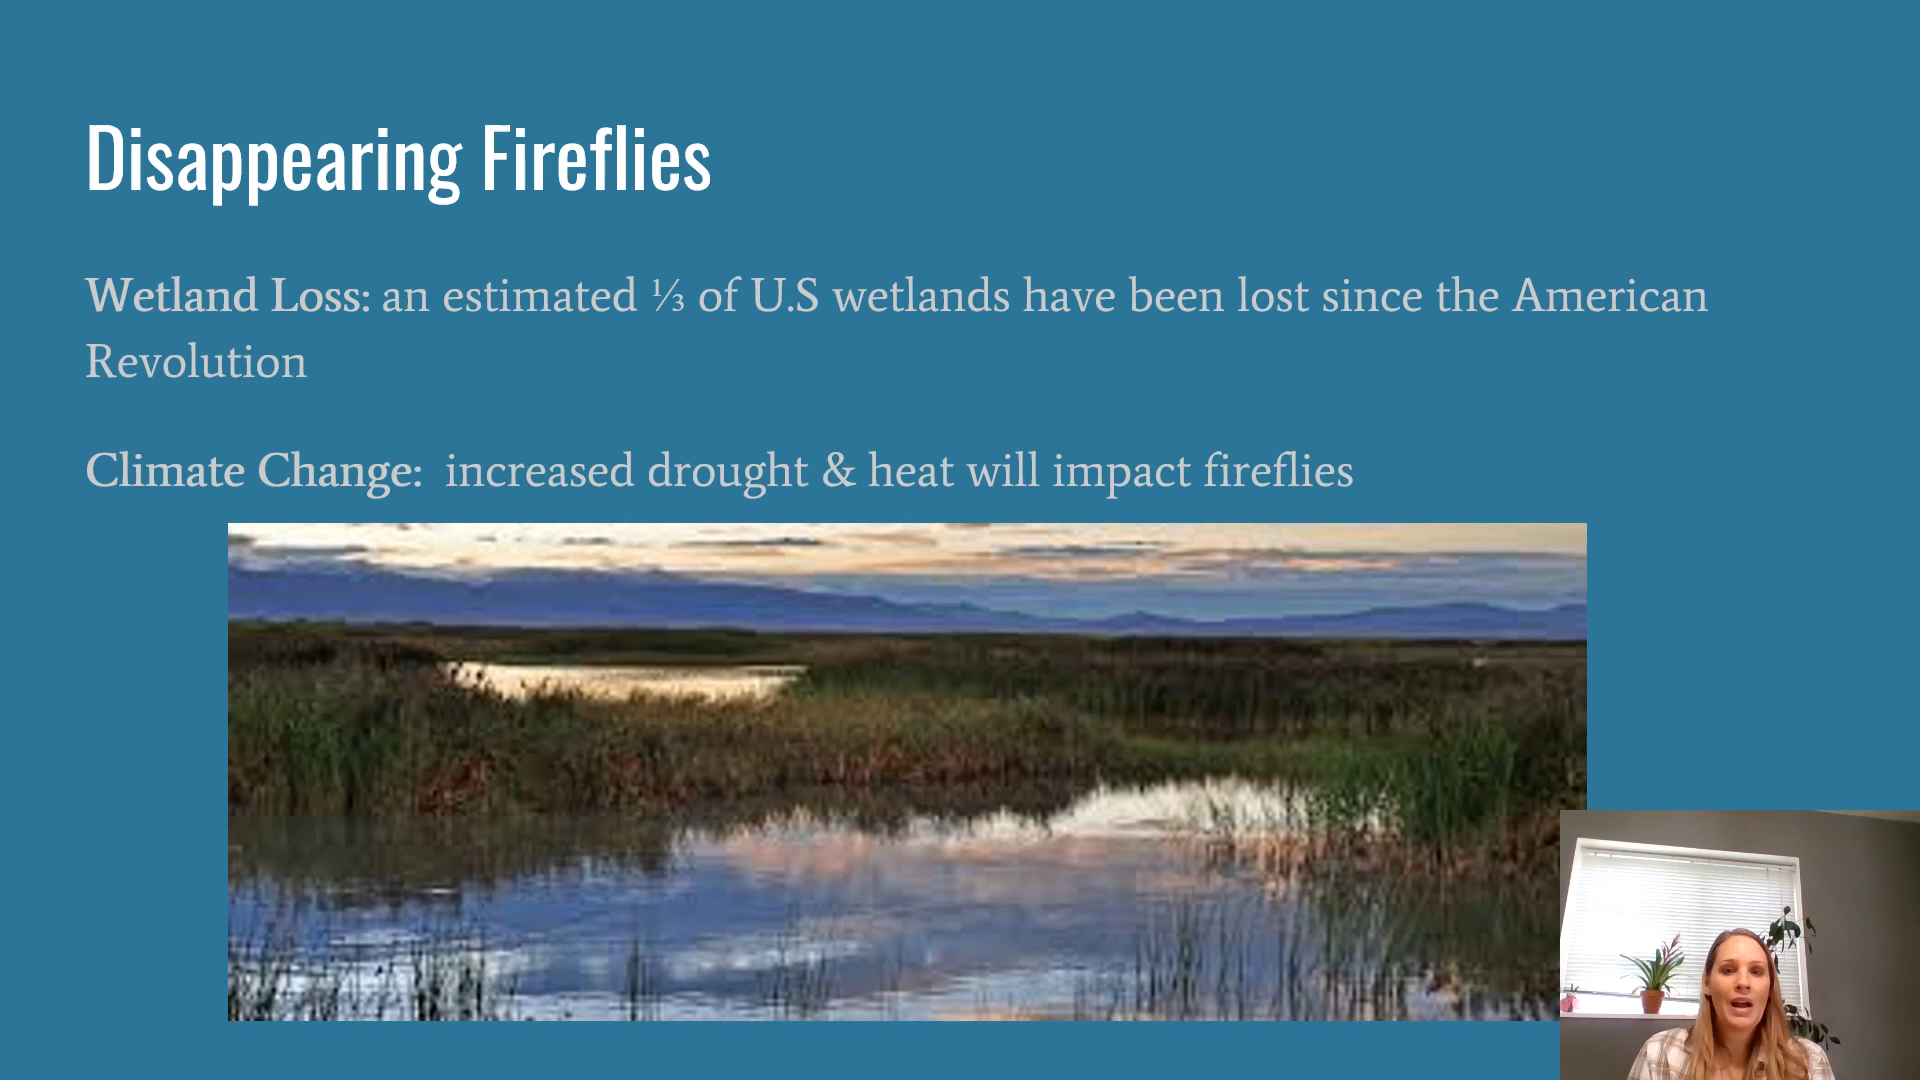 Disappearing Fireflies
Wetland Loss: an estimated ⅓ of U.S wetlands have been lost since the American
Revolution
Climate Change:  increased drought & heat will impact fireflies